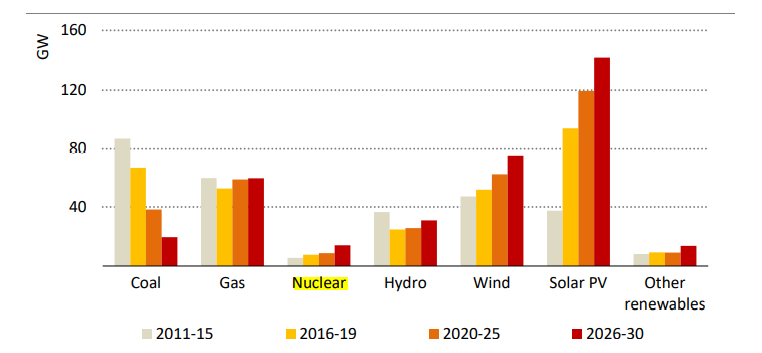 GW
160
120
80
40
Coal Gas Nuclear Hydro Wind Solar PV Other
renewables
2011-15 2016-19 2020-25 2026-30